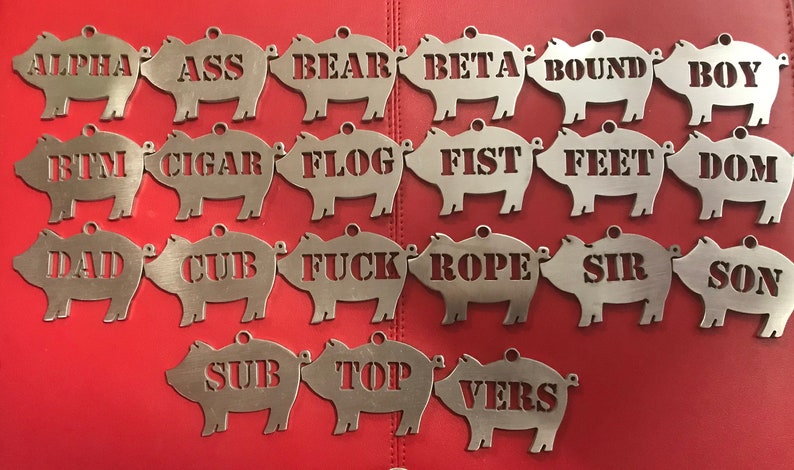 ALPHA ASS BEAR BETA BOUND BOY
BTM CIGAR FLOG FIST FEET DOM
DAD CUB FUCK ROPE SIR SON
SUB TOP VERS